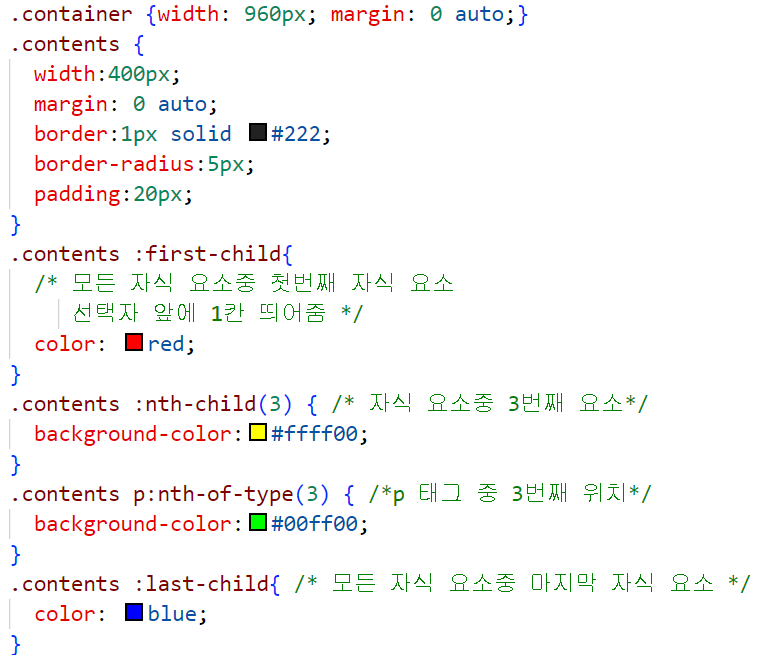 .container {width: 960px; margin: 0 auto;}
.contents {
  width:400px;
  margin: 0 auto;
  border:1px solid #222;
  border-radius:5px;
  padding:20px;
}
.contents :first-child{
  /* 모든 자식 요소중 첫번째 자식 요소
     선택자 앞에 1칸 띄어줌 */
  color: red;
}
.contents :nth-child(3) { /* 자식 요소중 3번째 요소*/
  background-color:#ffff00;
}
.contents p:nth-of-type(3) { /*p 태그 중 3번째 위치*/
  background-color:#00ff00;
}
.contents :last-child{ /* 모든 자식 요소중 마지막 자식 요소 */
  color: blue;
}